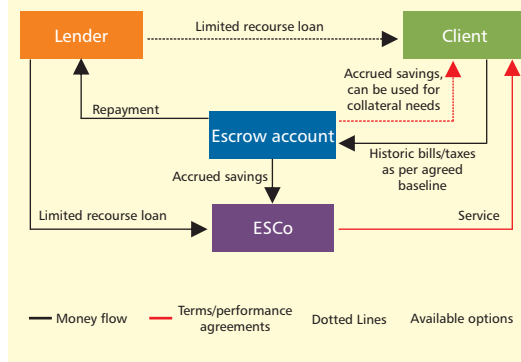 Lender
Limited recourse loan
Client
Accrued savings,
can be used for
collateral needs
Repayment
Escrow account
Historic bills/taxes
as per agreed
baseline
Accrued savings
Limited recourse loan
ESCo
Service
Money flow
Terms/performance
agreements
Dotted Lines
Available options